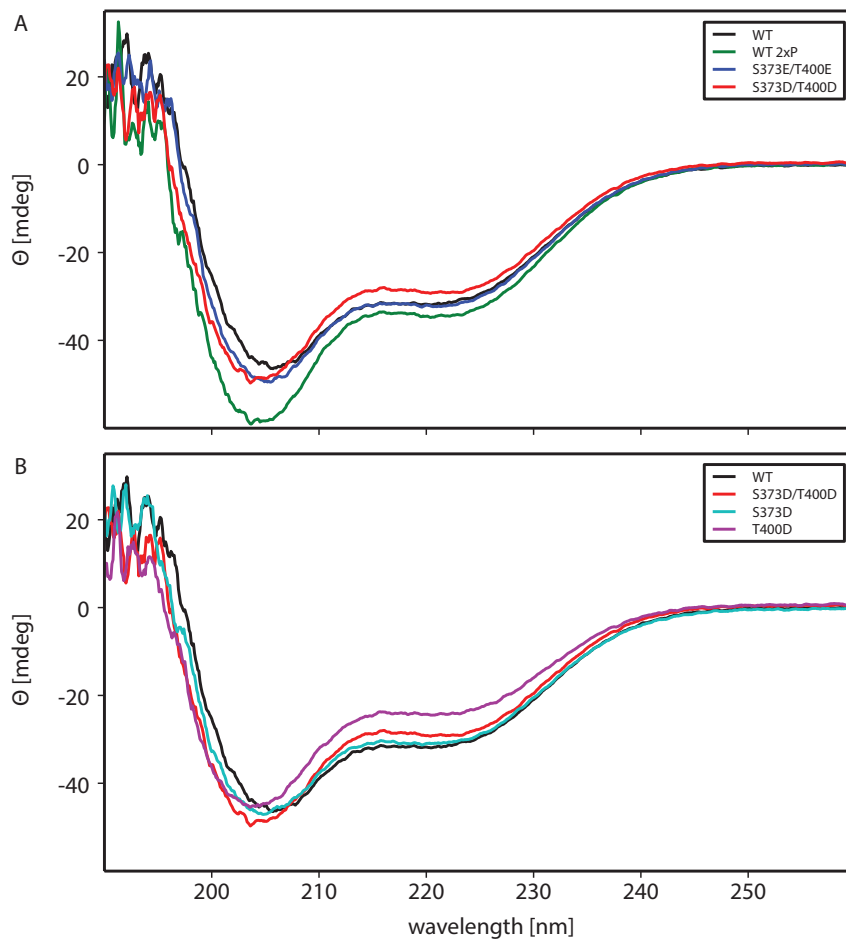 A
WT
WT 2xP
S373E/T400E
S373D/T400D
20
0
-20
-40
Θ [mdeg]
B
WT
S373D/T400D
S373D
T400D
20
0
-20
-40
Θ [mdeg]
200 210 220 230 240 250
wavelength [nm]